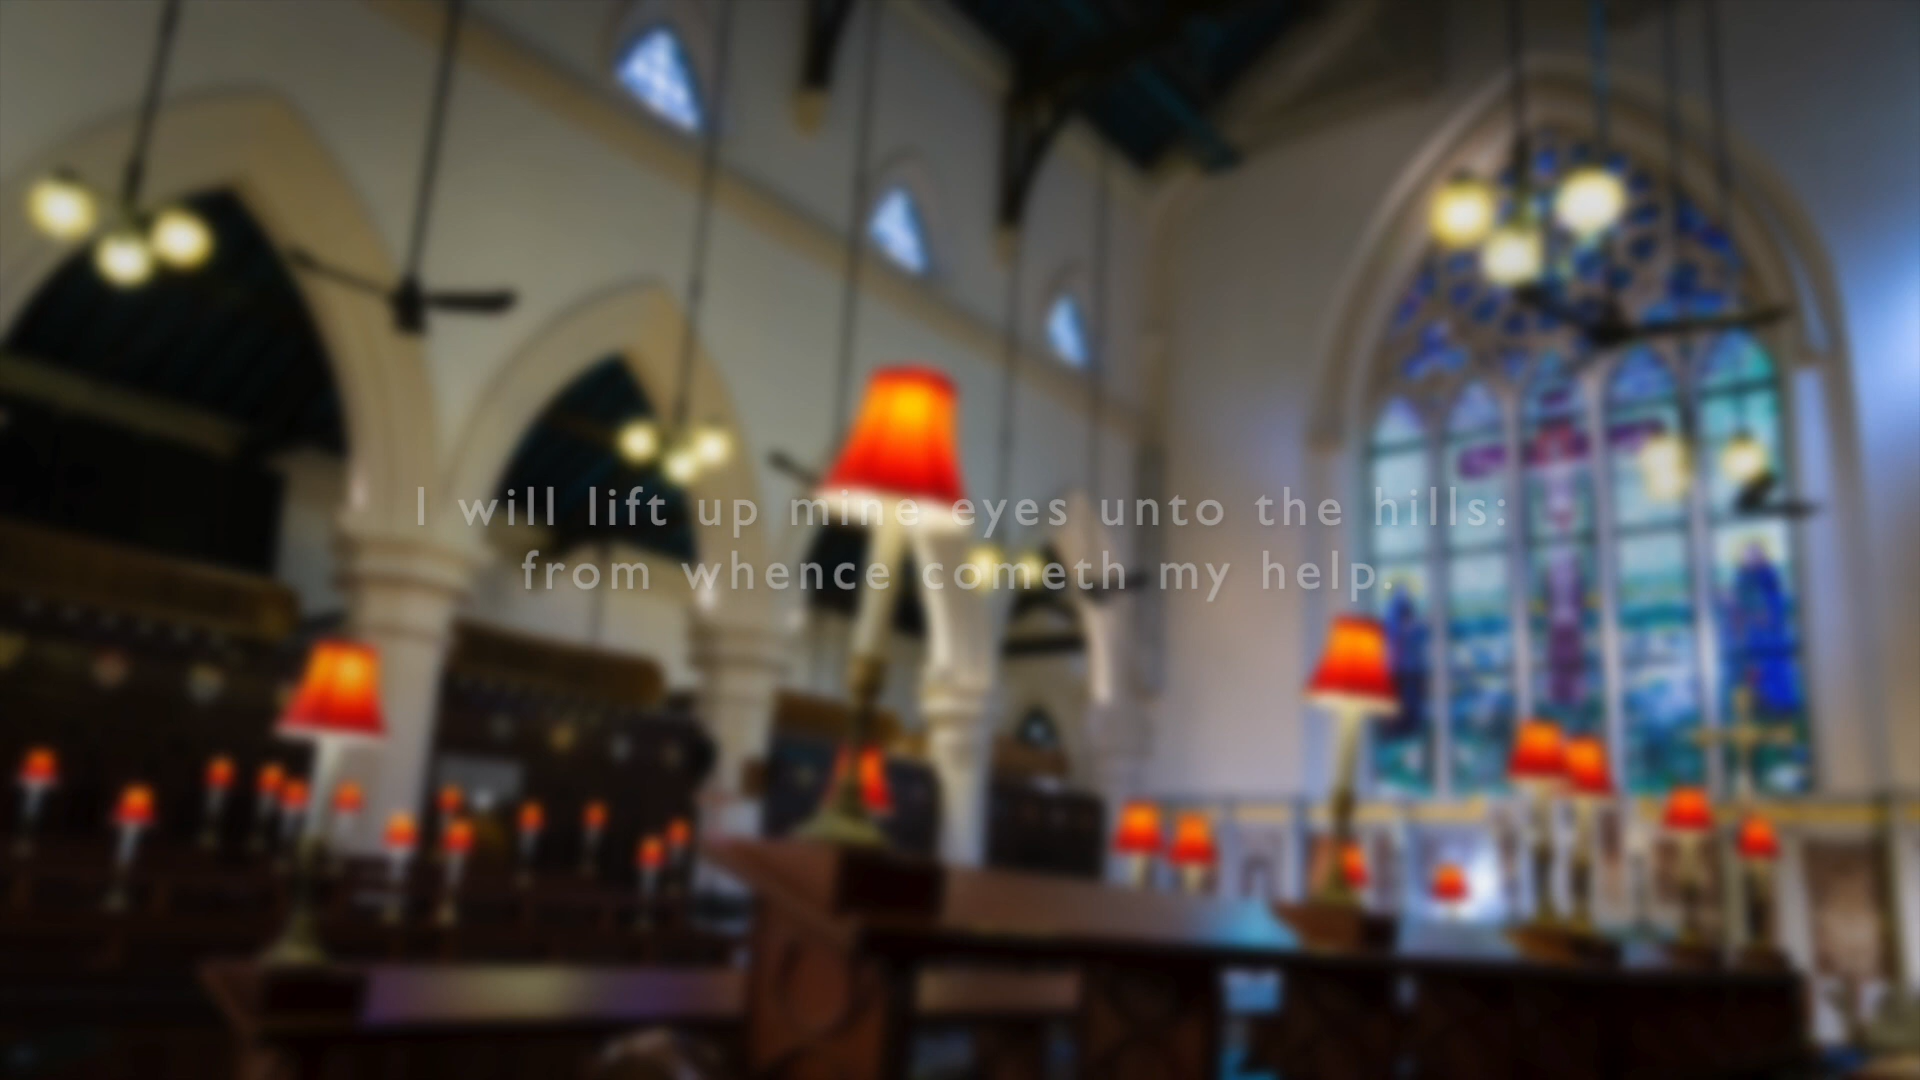 I will lift up mine eyes unto the hills:
from whence cometh my help.